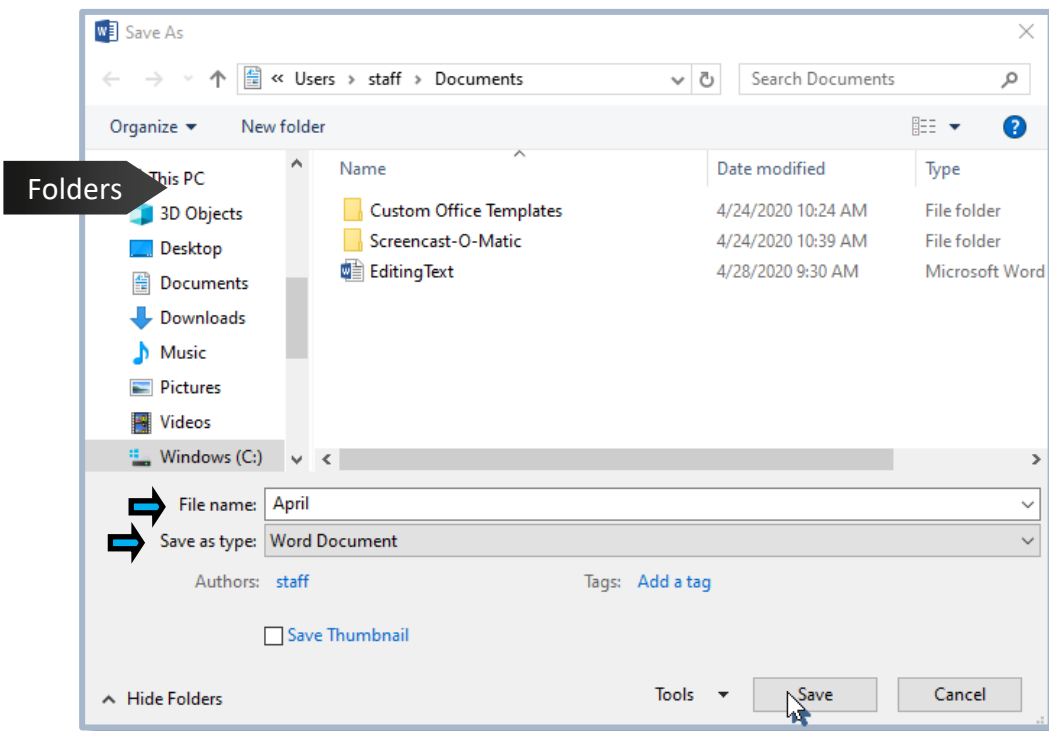 Save As
« Users > staff > Documents
Search Documents
Organize
New folder
Name
Date modified
Type
Folders
This PC
3D Objects
Desktop
Documents
Downloads
Music
Pictures
Videos
Windows (C:)
Custom Office Templates 4/24/2020 10:24 AM File folder
Screencast-O-Matic 4/24/2020 10:39 AM File folder
EditingText 4/28/2020 9:30 AM Microsoft Word
File name: April
Save as type: Word Document
Authors: staff Tags: Add a tag
Save Thumbnail
Hide Folders
Tools
Save
Cancel